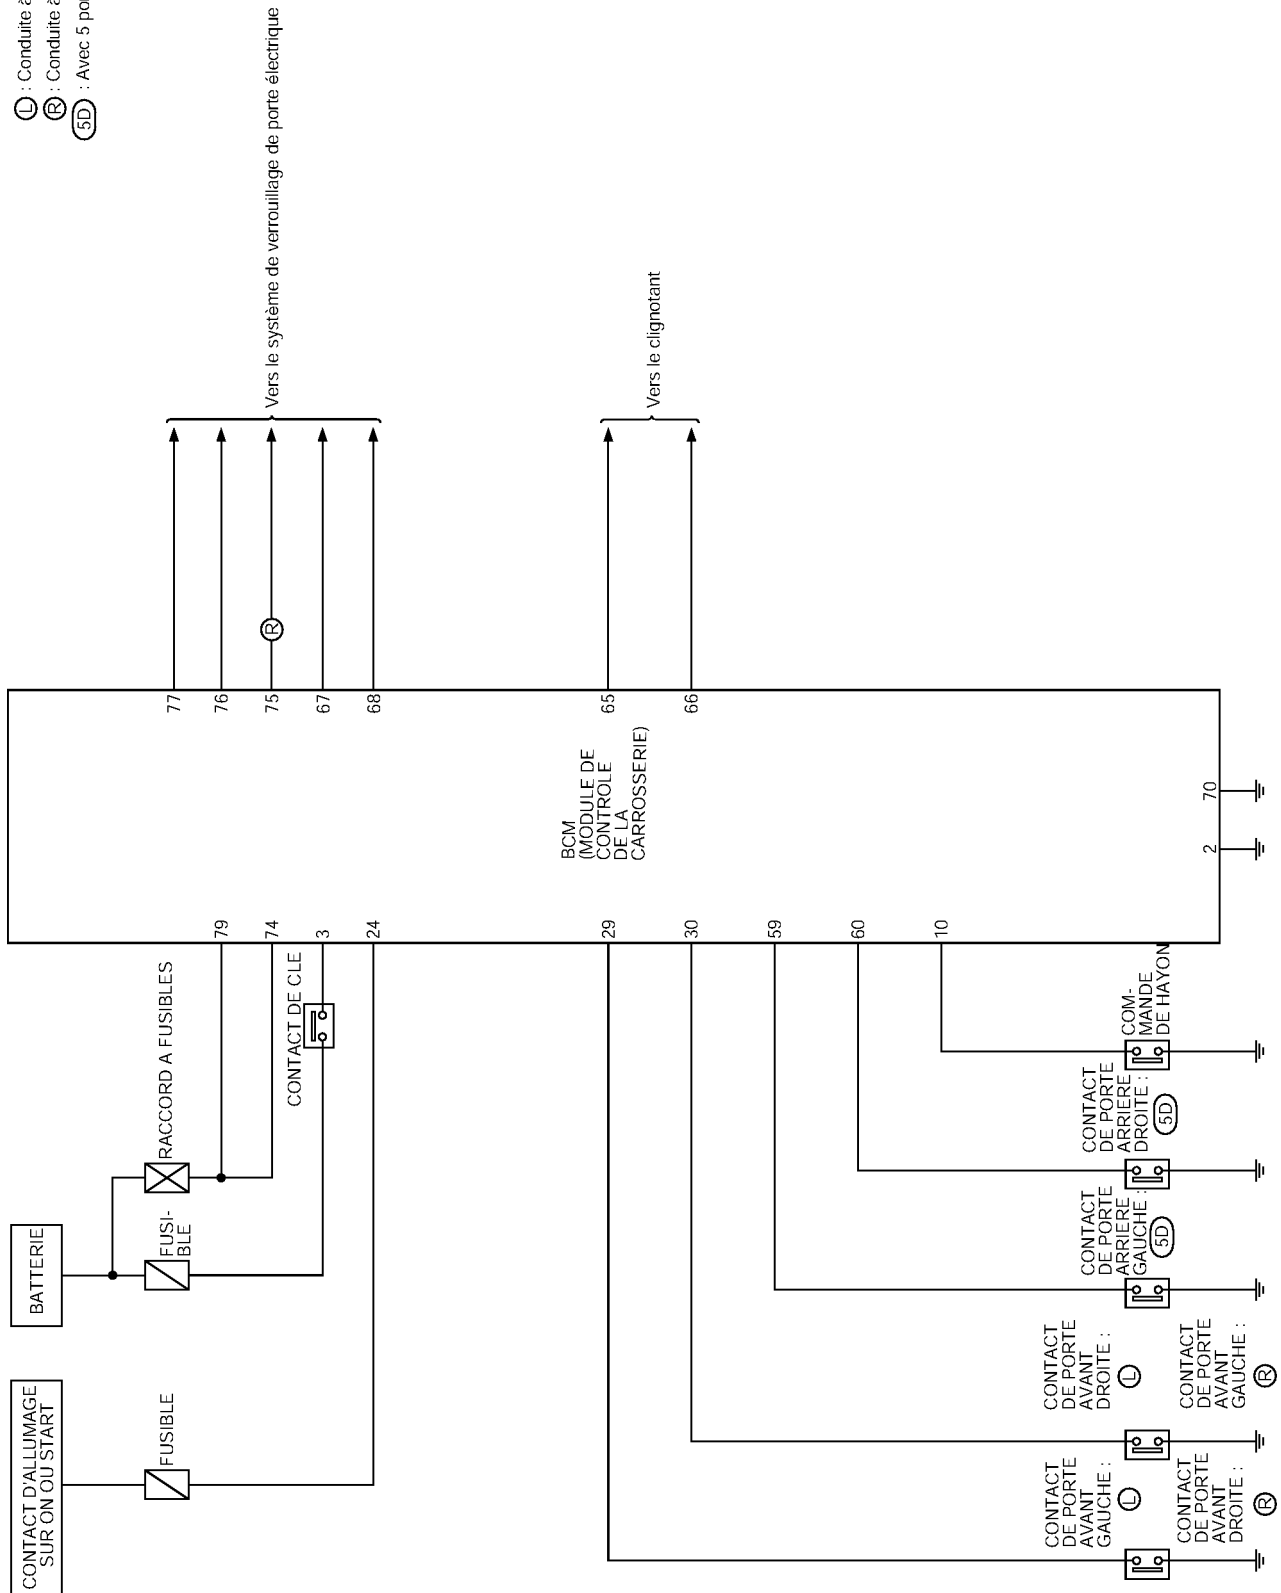 Ⓛ : Conduite à
Ⓡ : Conduite à
5D : Avec 5
Vers le système de verrouillage de porte électrique
Vers le clignotant
R
77
76
75
67
68
65
66
BCM
(MODULE DE
CONTROLE
DE LA
CARROSSERIE)
70
2
79
74
3
24
29
30
59
60
10
RACCORD A FUSIBLES
CONTACT DE CLE
BATTERIE
FUSI-
BLE
CONTACT D'ALLUMAGE
SUR ON OU START
FUSIBLE
COM-
MANDE
DE HAYON
CONTACT
DE PORTE
ARRIERE
DROITE :
5D
CONTACT
DE PORTE
ARRIERE
GAUCHE :
5D
CONTACT
DE PORTE
AVANT
DROITE :
L
CONTACT
DE PORTE
AVANT
GAUCHE :
R
CONTACT
DE PORTE
AVANT
GAUCHE :
L
CONTACT
DE PORTE
AVANT
DROITE :
R